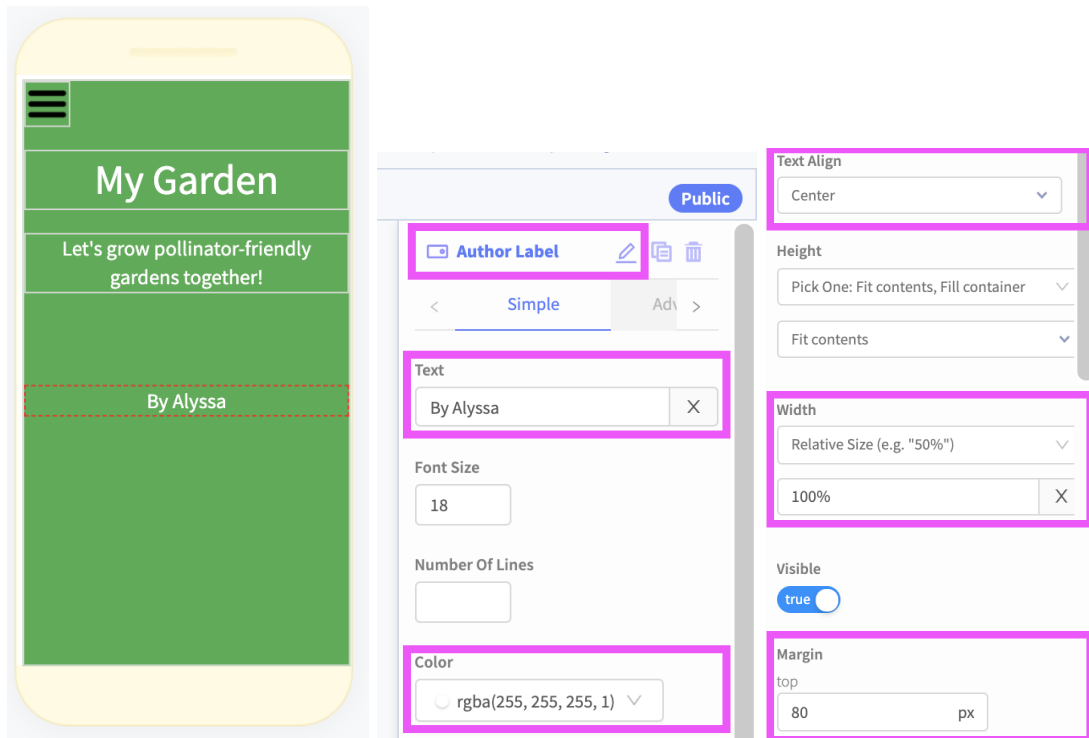 My Garden
Let's grow pollinator-friendly
gardens together!
By Alyssa
Public
Author Label
Simple
Adv
Text
By Alyssa
X
Font Size
18
Number Of Lines
Color
rgba(255, 255, 255, 1)
Text Align
Center
Height
Pick One: Fit contents, Fill container
Fit contents
Width
Relative Size (e.g. "50%")
100%
X
Visible
true
Margin
top
80 px